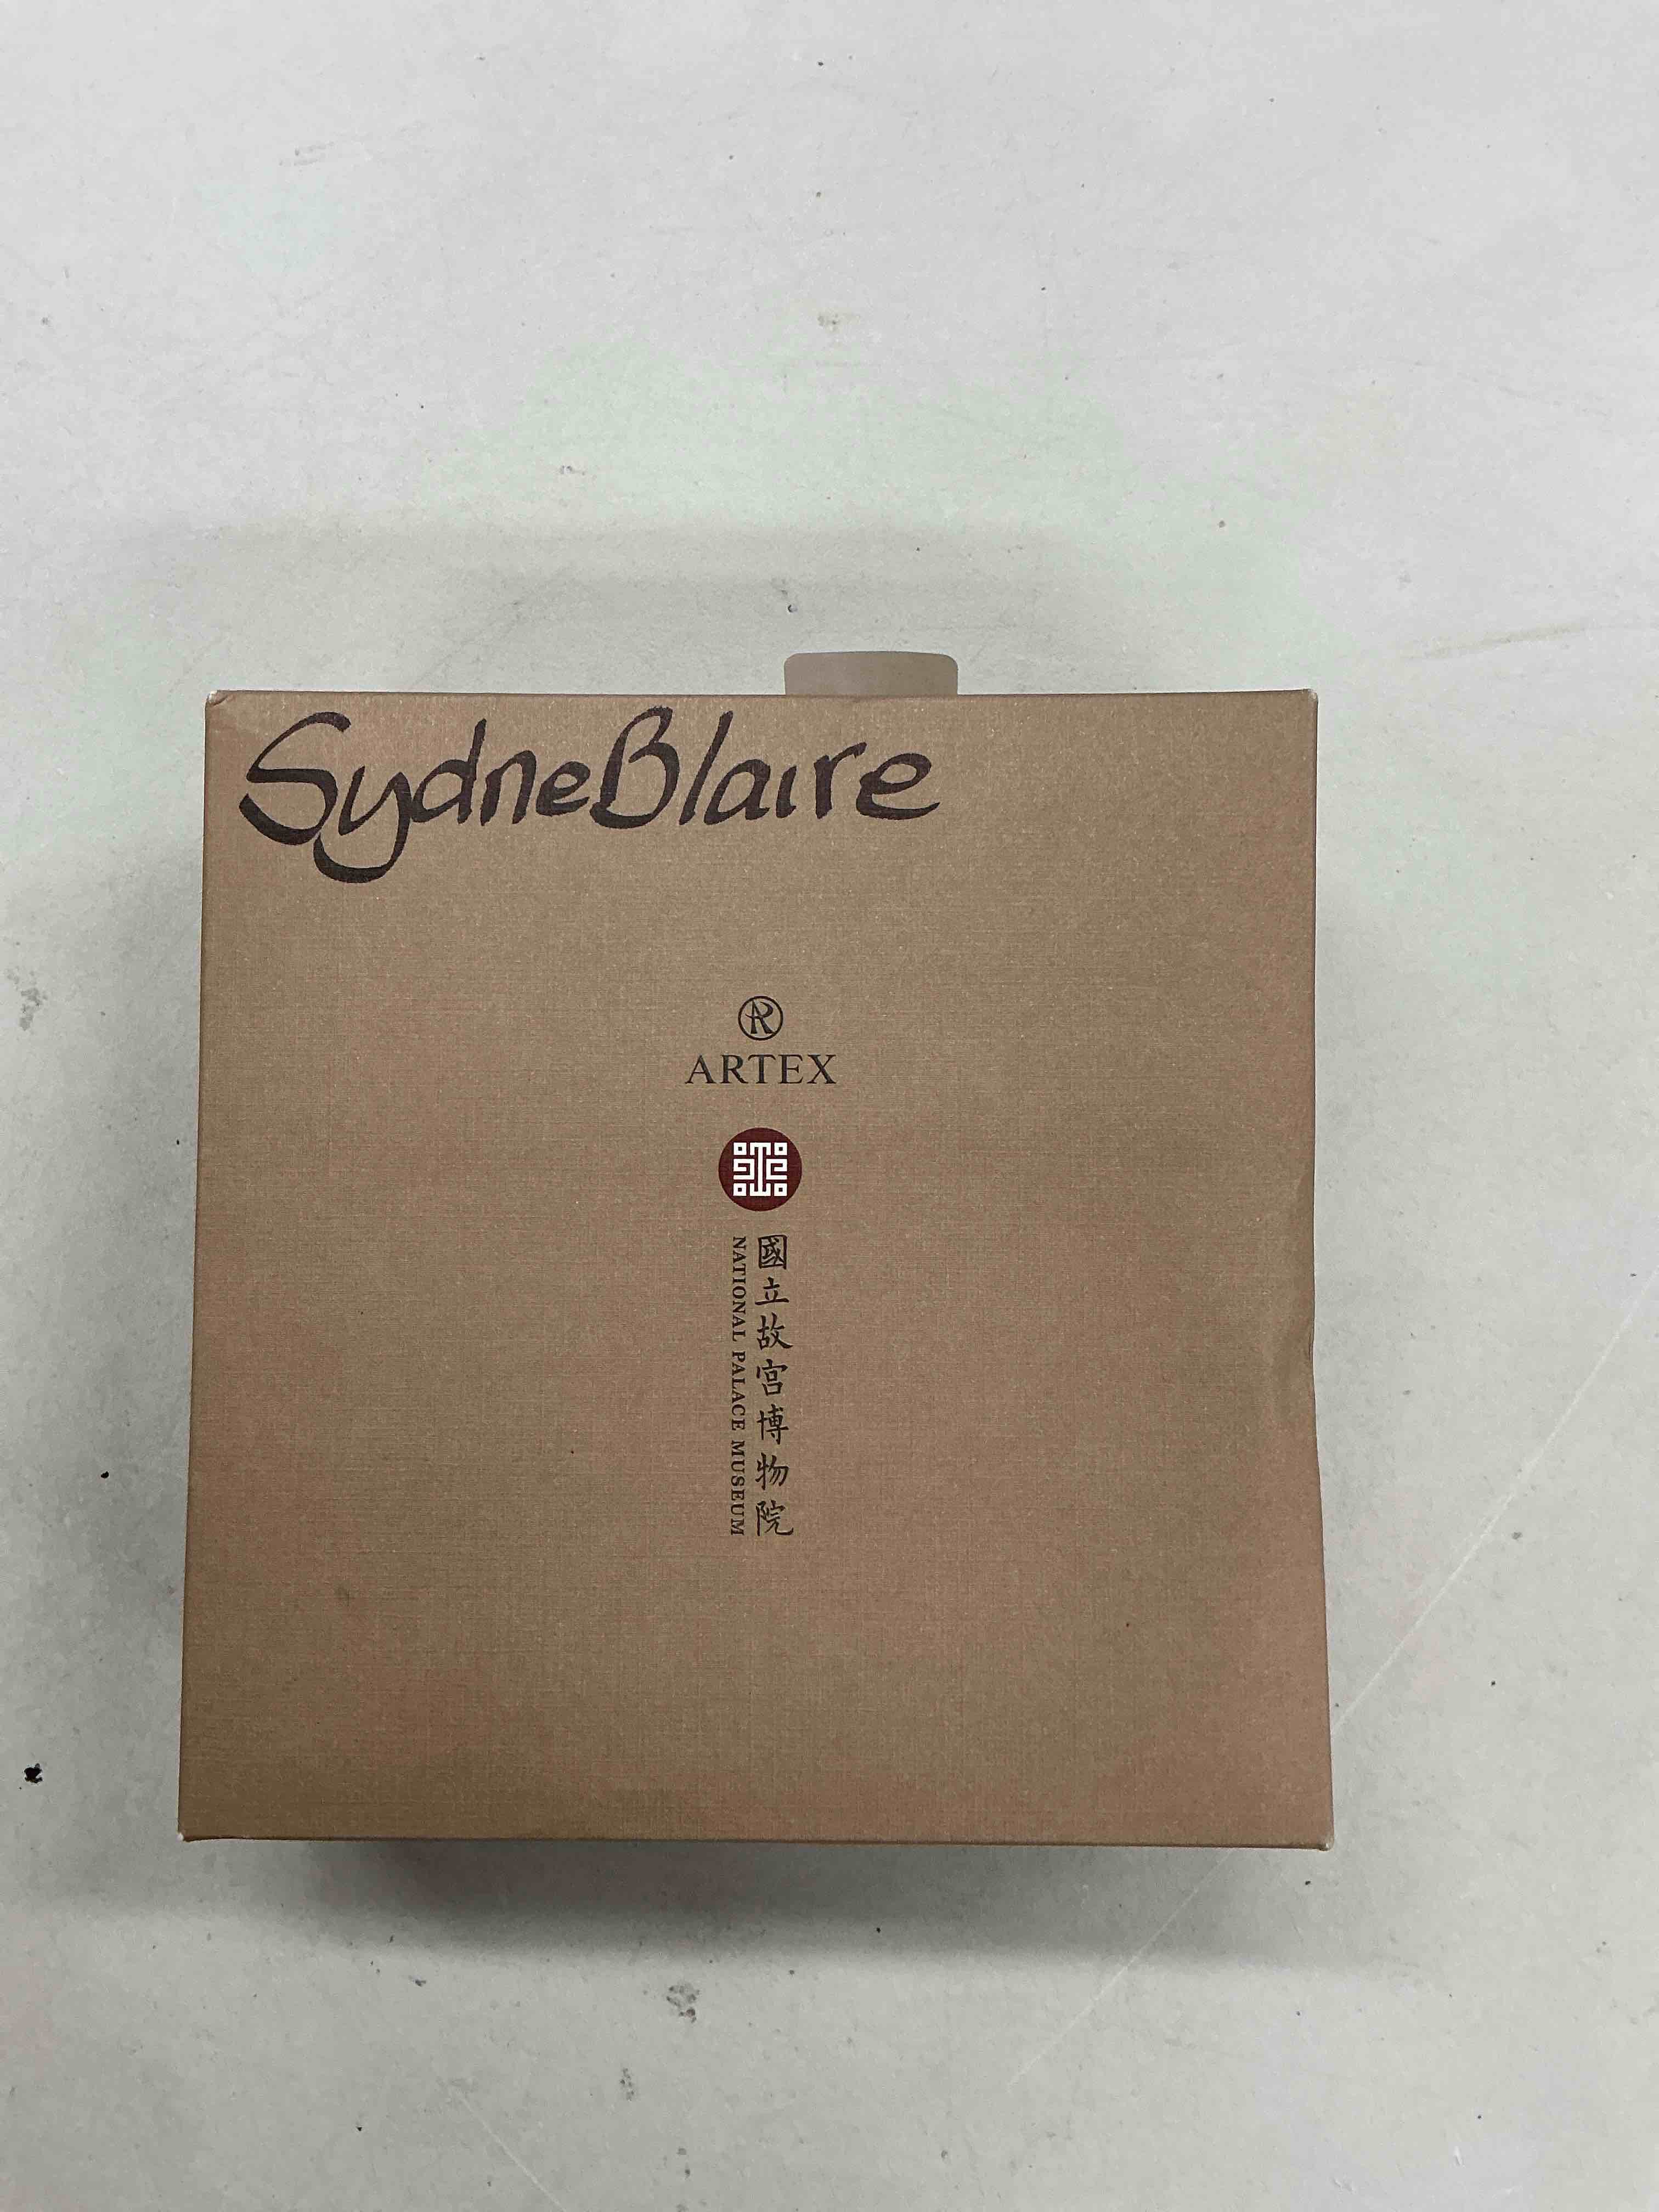 SydneBlaire
ARTEX
國立故宮博物院
NATIONAL PALACE MUSEUM